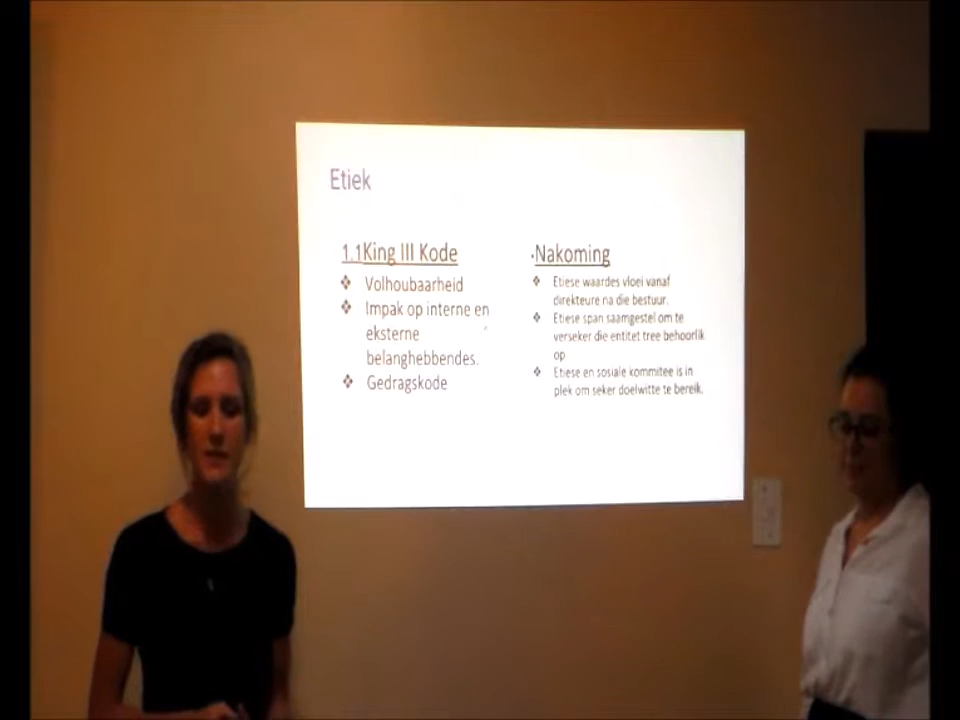 Etiek
1.1King III Kode
❖ Volhoubaarheid
❖ Impak op interne en
eksterne
belanghebbendes.
❖ Gedragskode
·Nakoming
❖ Etiese waardes vloei vanaf
direkteure na die bestuur.
❖ Etiese span saamgestel om te
verseker die entitet tree behoorlik
op
❖ Etiese en sosiale kommitee is in
plek om seker doelwitte te bereik.